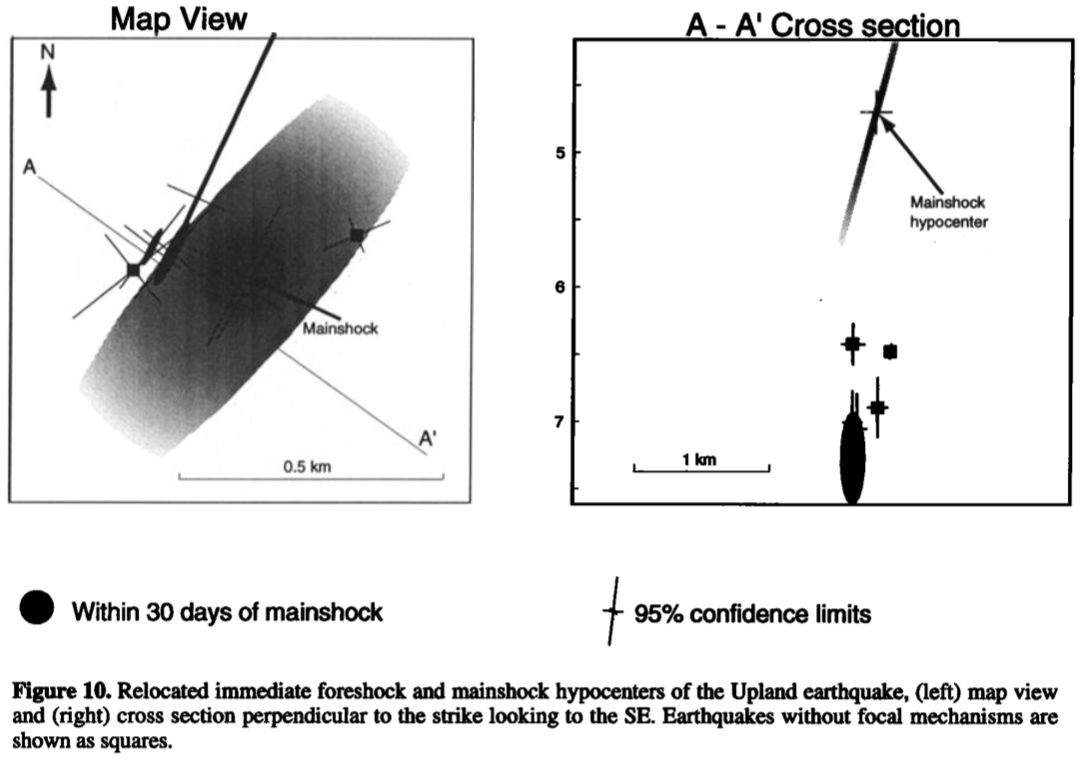 Map View
N
A
Mainshock
A'
0.5 km
A - A' Cross section
5
Mainshock
hypocenter
6
7
1 km
Within 30 days of mainshock
95% confidence limits
Figure 10. Relocated immediate foreshock and mainshock hypocenters of the Upland earthquake, (left) map view
and (right) cross section perpendicular to the strike looking to the SE. Earthquakes without focal mechanisms are
shown as squares.